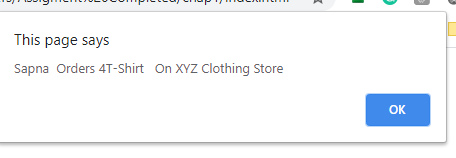 Assigment%20Completed/chap1/index.html
This page says
Sapna  Orders 4T-Shirt   On XYZ Clothing Store
OK